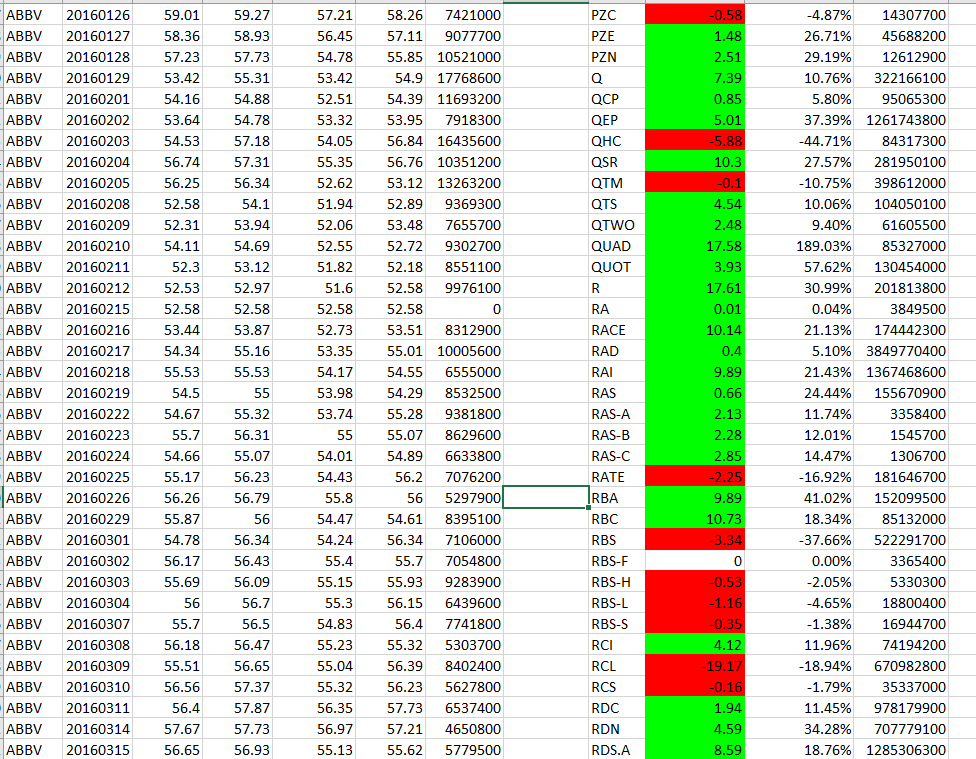 ABBV 20160126 59.01 59.27 57.21 58.26 7421000 PZC -0.58 -4.87% 14307700
ABBV 20160127 58.36 58.93 56.45 57.11 9077700 PZE 1.48 26.71% 45688200
ABBV 20160128 57.23 57.73 54.78 55.85 10521000 PZN 2.51 29.19% 12612900
ABBV 20160129 53.42 55.31 53.42 54.9 17768600 Q 7.39 10.76% 322166100
ABBV 20160201 54.16 54.88 52.51 54.39 11693200 QCP 0.85 5.80% 95065300
ABBV 20160202 53.64 54.78 53.32 53.95 7918300 QEP 5.01 37.39% 1261743800
ABBV 20160203 54.53 57.18 54.05 56.84 16435600 QHC -5.88 -44.71% 84317300
ABBV 20160204 56.74 57.31 55.35 56.76 10351200 QSR 10.3 27.57% 281950100
ABBV 20160205 56.25 56.34 52.62 53.12 13263200 QTM -0.1 -10.75% 398612000
ABBV 20160208 52.58 54.1 51.94 52.89 9369300 QTS 4.54 10.06% 104050100
ABBV 20160209 52.31 53.94 52.06 53.48 7655700 QTWO 2.48 9.40% 61605500
ABBV 20160210 54.11 54.69 52.55 52.72 9302700 QUAD 17.58 189.03% 85327000
ABBV 20160211 52.3 53.12 51.82 52.18 8551100 QUOT 3.93 57.62% 130454000
ABBV 20160212 52.53 52.97 51.6 52.58 9976100 R 17.61 30.99% 201813800
ABBV 20160215 52.58 52.58 52.58 52.58 0 RA 0.01 0.04% 3849500
ABBV 20160216 53.44 53.87 52.73 53.51 8312900 RACE 10.14 21.13% 174442300
ABBV 20160217 54.34 55.16 53.35 55.01 10005600 RAD 0.4 5.10% 3849770400
ABBV 20160218 55.53 55.53 54.17 54.55 6555000 RAI 9.89 21.43% 1367468600
ABBV 20160219 54.5 55 53.98 54.29 8532500 RAS 0.66 24.44% 155670900
ABBV 20160222 54.67 55.32 53.74 55.28 9381800 RAS-A 2.13 11.74% 3358400
ABBV 20160223 55.7 56.31 55 55.07 8629600 RAS-B 2.28 12.01% 1545700
ABBV 20160224 54.66 55.07 54.01 54.89 6633800 RAS-C 2.85 14.47% 1306700
ABBV 20160225 55.17 56.23 54.43 56.2 7076200 RATE -2.25 -16.92% 181646700
ABBV 20160226 56.26 56.79 55.8 56 5297900 RBA 9.89 41.02% 152099500
ABBV 20160229 55.87 56 54.47 54.61 8395100 RBC 10.73 18.34% 85132000
ABBV 20160301 54.78 56.34 54.24 56.34 7106000 RBS -3.34 -37.66% 522291700
ABBV 20160302 56.17 56.43 55.4 55.7 7054800 RBS-F 0 0.00% 3365400
ABBV 20160303 55.69 56.09 55.15 55.93 9283900 RBS-H -0.53 -2.05% 5330300
ABBV 20160304 56 56.7 55.3 56.15 6439600 RBS-L -1.16 -4.65% 18800400
ABBV 20160307 55.7 56.5 54.83 56.4 7741800 RBS-S -0.35 -1.38% 16944700
ABBV 20160308 56.18 56.47 55.23 55.32 5303700 RCI 4.12 11.96% 74194200
ABBV 20160309 55.51 56.65 55.04 56.39 8402400 RCL -19.17 -18.94% 670982800
ABBV 20160310 56.56 57.37 55.32 56.23 5627800 RCS -0.16 -1.79% 35337000
ABBV 20160311 56.4 57.87 56.35 57.73 6537400 RDC 1.94 11.45% 978179900
ABBV 20160314 57.67 57.73 56.97 57.21 4650800 RDN 4.59 34.28% 707779100
ABBV 20160315 56.65 56.93 55.13 55.62 5779500 RDS.A 8.59 18.76% 1285306300